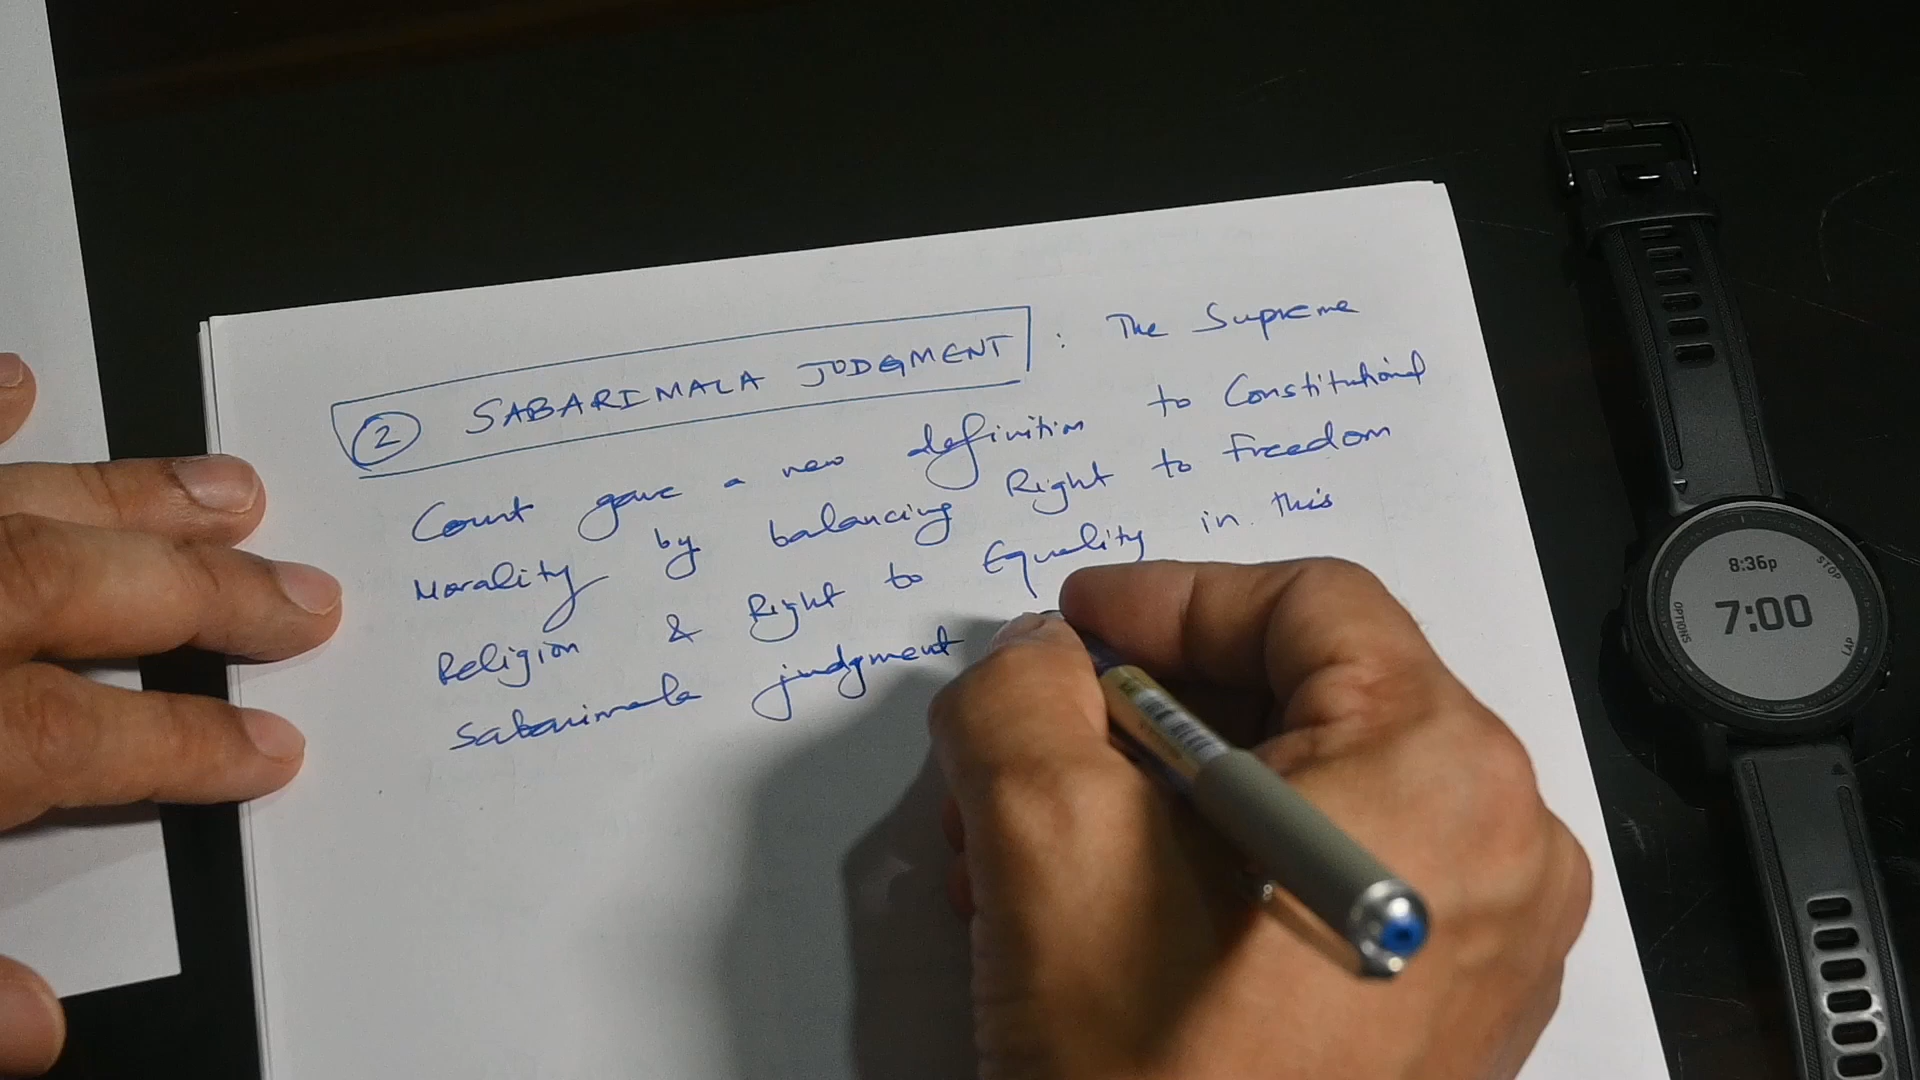 ② SABARIMALA JUDGMENT : The Supreme
Court gave a new definition to Constitutional
Morality by balancing Right to Freedom
Religion & Right to Equality in this
Sabarimala judgment
8:36p
7:00
STOP
OPTIONS
LAP